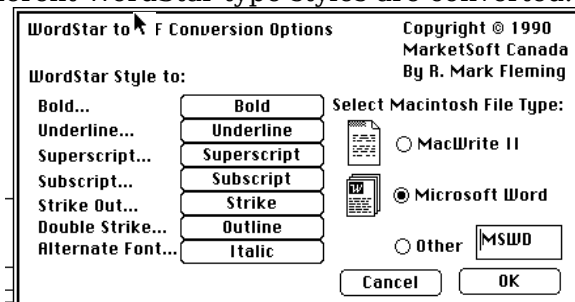 erent WordStar type styles are converted.
WordStar to F Conversion Options
Copyright © 1990
MarketSoft Canada
By R. Mark Fleming
WordStar Style to:
Bold... Bold
Underline... Underline
Superscript... Superscript
Subscript... Subscript
Strike Out... Strike
Double Strike... Outline
Alternate Font... Italic
Select Macintosh File Type:
MacWrite II
Microsoft Word
Other MSWD
Cancel OK